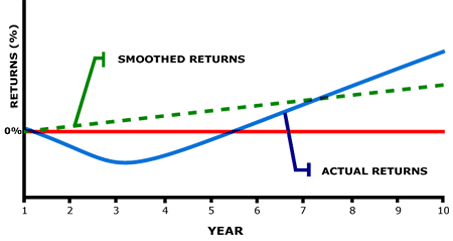 RETURNS (%)
SMOOTHED RETURNS
0%
ACTUAL RETURNS
1 2 3 4 5 6 7 8 9 10
YEAR